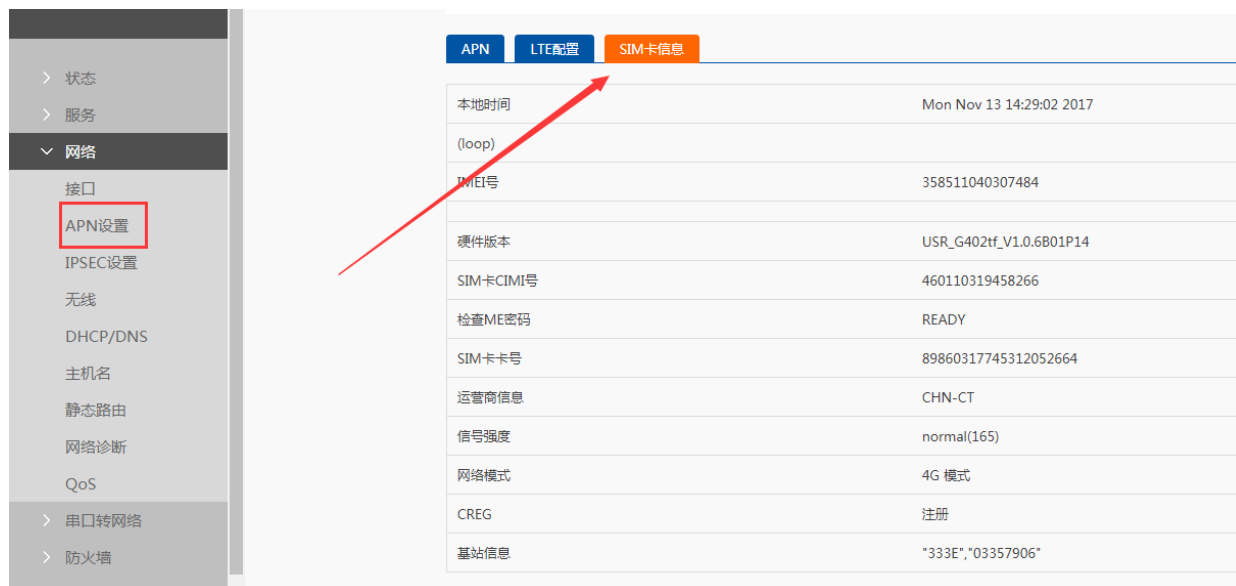 状态
服务
网络
接口
APN设置
IPSEC设置
无线
DHCP/DNS
主机名
静态路由
网络诊断
QoS
串口转网络
防火墙
APN LTE配置 SIM卡信息
本地时间 Mon Nov 13 14:29:02 2017
(loop)
IMEI号 358511040307484
硬件版本 USR_G402tf_V1.0.6B01P14
SIM卡CIMI号 460110319458266
检查ME密码 READY
SIM卡卡号 89860317745312052664
运营商信息 CHN-CT
信号强度 normal(165)
网络模式 4G 模式
CREG 注册
基站信息 "333E","03357906"